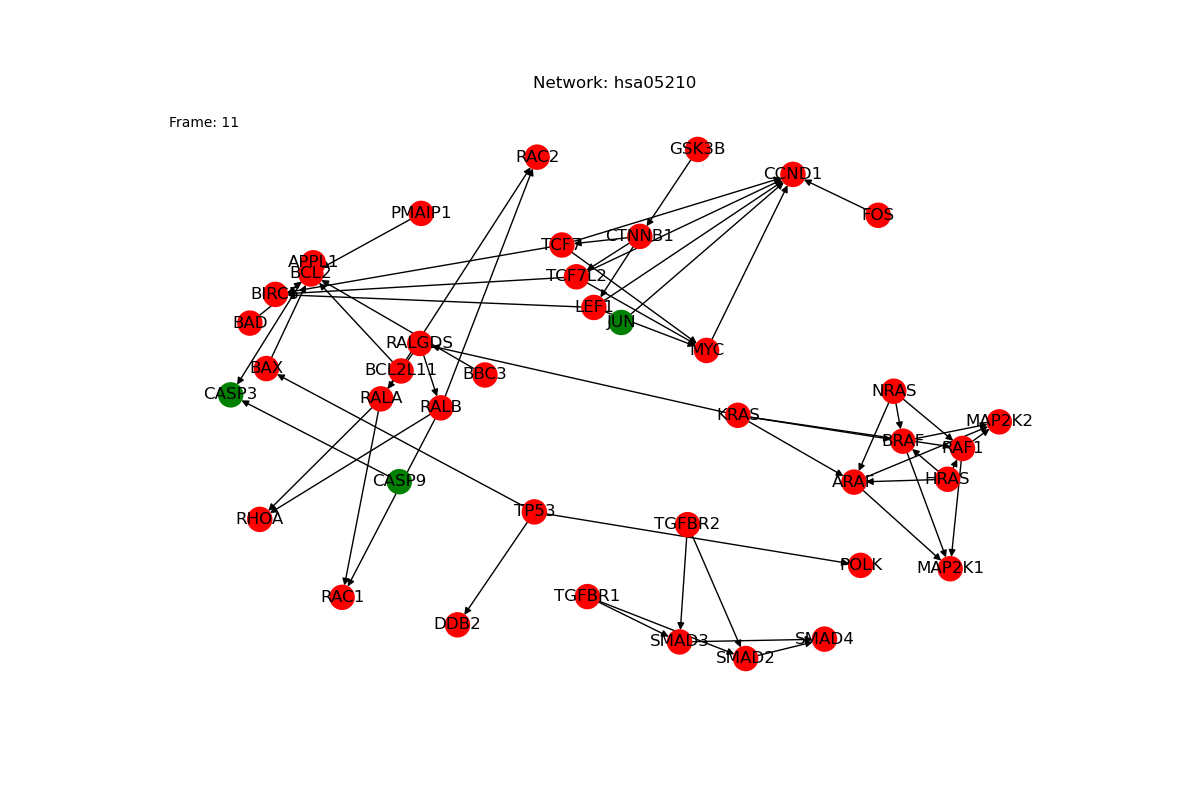 Network: hsa05210
Frame: 11
GSK3B
RAC2
CCND1
PMAIP1
FOS
CTNNB1
TCF7
APPL1
BCL2
TCF7L2
BIRC5
LEF1
BAD
JUN
RALGDS
MYC
BAX
BCL2L11
BBC3
NRAS
CASP3
RALA
RALB
KRAS
MAP2K2
BRAF
RAF1
CASP9
ARAF
HRAS
RHOA
TP53
TGFBR2
POLK
MAP2K1
RAC1
TGFBR1
DDB2
SMAD3
SMAD4
SMAD2